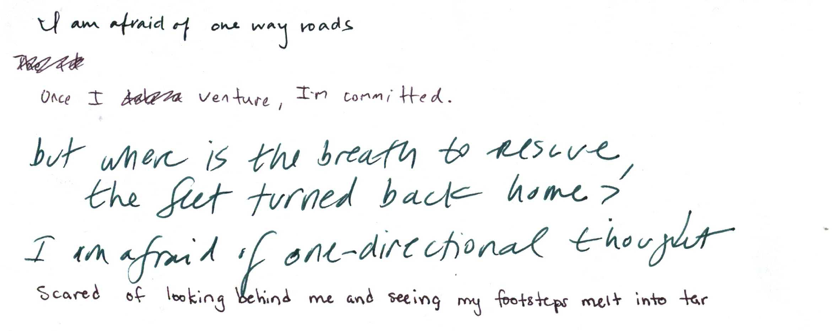 I am afraid of one way roads
Once I venture, I'm committed.
but where is the breath to rescue,
the feet turned back home?
I am afraid of one-directional thought
Scared of looking behind me and seeing my footsteps melt into tar